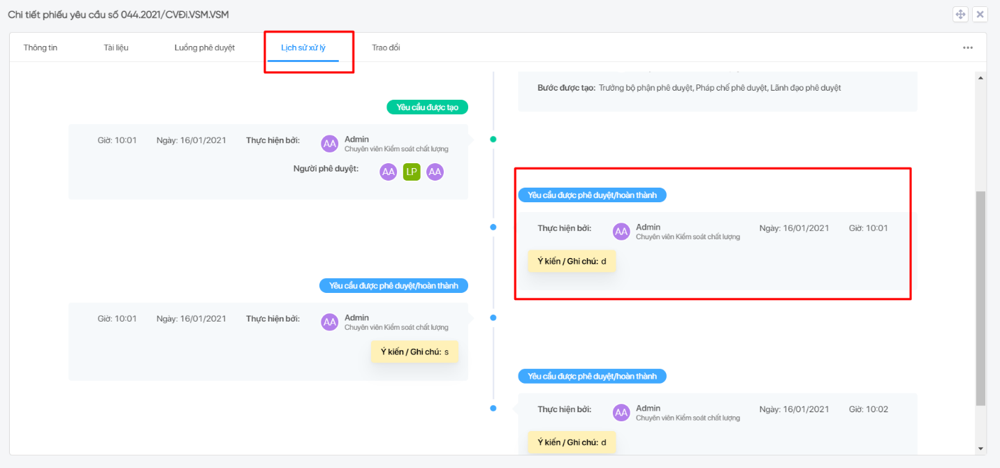 Chi tiết phiếu yêu cầu số 044.2021/CVĐi.VSM.VSM
Thông tin
Tài liệu
Luồng phê duyệt
Lịch sử xử lý
Trao đổi
Bước được tạo: Trưởng bộ phận phê duyệt, Pháp chế phê duyệt, Lãnh đạo phê duyệt
Yêu cầu được tạo
Giờ: 10:01 Ngày: 16/01/2021 Thực hiện bởi: AA Admin
Chuyên viên Kiểm soát chất lượng
Người phê duyệt: AA LP AA
Yêu cầu được phê duyệt/hoàn thành
Thực hiện bởi: AA Admin Ngày: 16/01/2021 Giờ: 10:01
Chuyên viên Kiểm soát chất lượng
Ý kiến / Ghi chú: d
Yêu cầu được phê duyệt/hoàn thành
Giờ: 10:01 Ngày: 16/01/2021 Thực hiện bởi: AA Admin
Chuyên viên Kiểm soát chất lượng
Ý kiến / Ghi chú: s
Yêu cầu được phê duyệt/hoàn thành
Thực hiện bởi: AA Admin Ngày: 16/01/2021 Giờ: 10:02
Chuyên viên Kiểm soát chất lượng
Ý kiến / Ghi chú: d